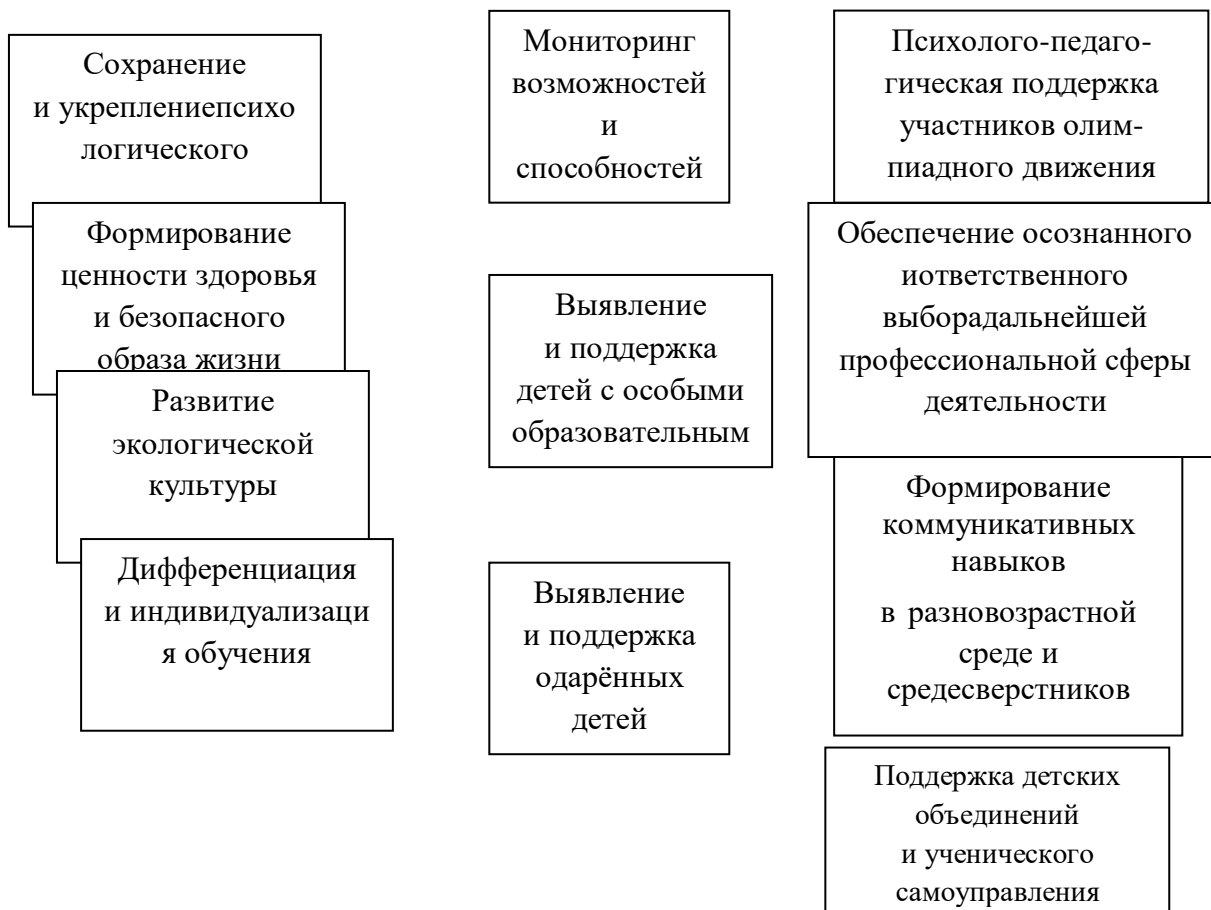 Сохранение
и укреплениепсихо
логического
Формирование
ценности здоровья
и безопасного
образа жизни
Развитие
экологической
культуры
Дифференциация
и индивидуализаци
я обучения
Мониторинг
возможностей
и
способностей
Выявление
и поддержка
детей с особыми
образовательным
Выявление
и поддержка
одарённых
детей
Психолого-педаго-
гическая поддержка
участников олим-
пиадного движения
Обеспечение осознанного
иответственного
выборадальнейшей
профессиональной сферы
деятельности
Формирование
коммуникативных
навыков
в разновозрастной
среде и
средесверстников
Поддержка детских
объединений
и ученического
самоуправления